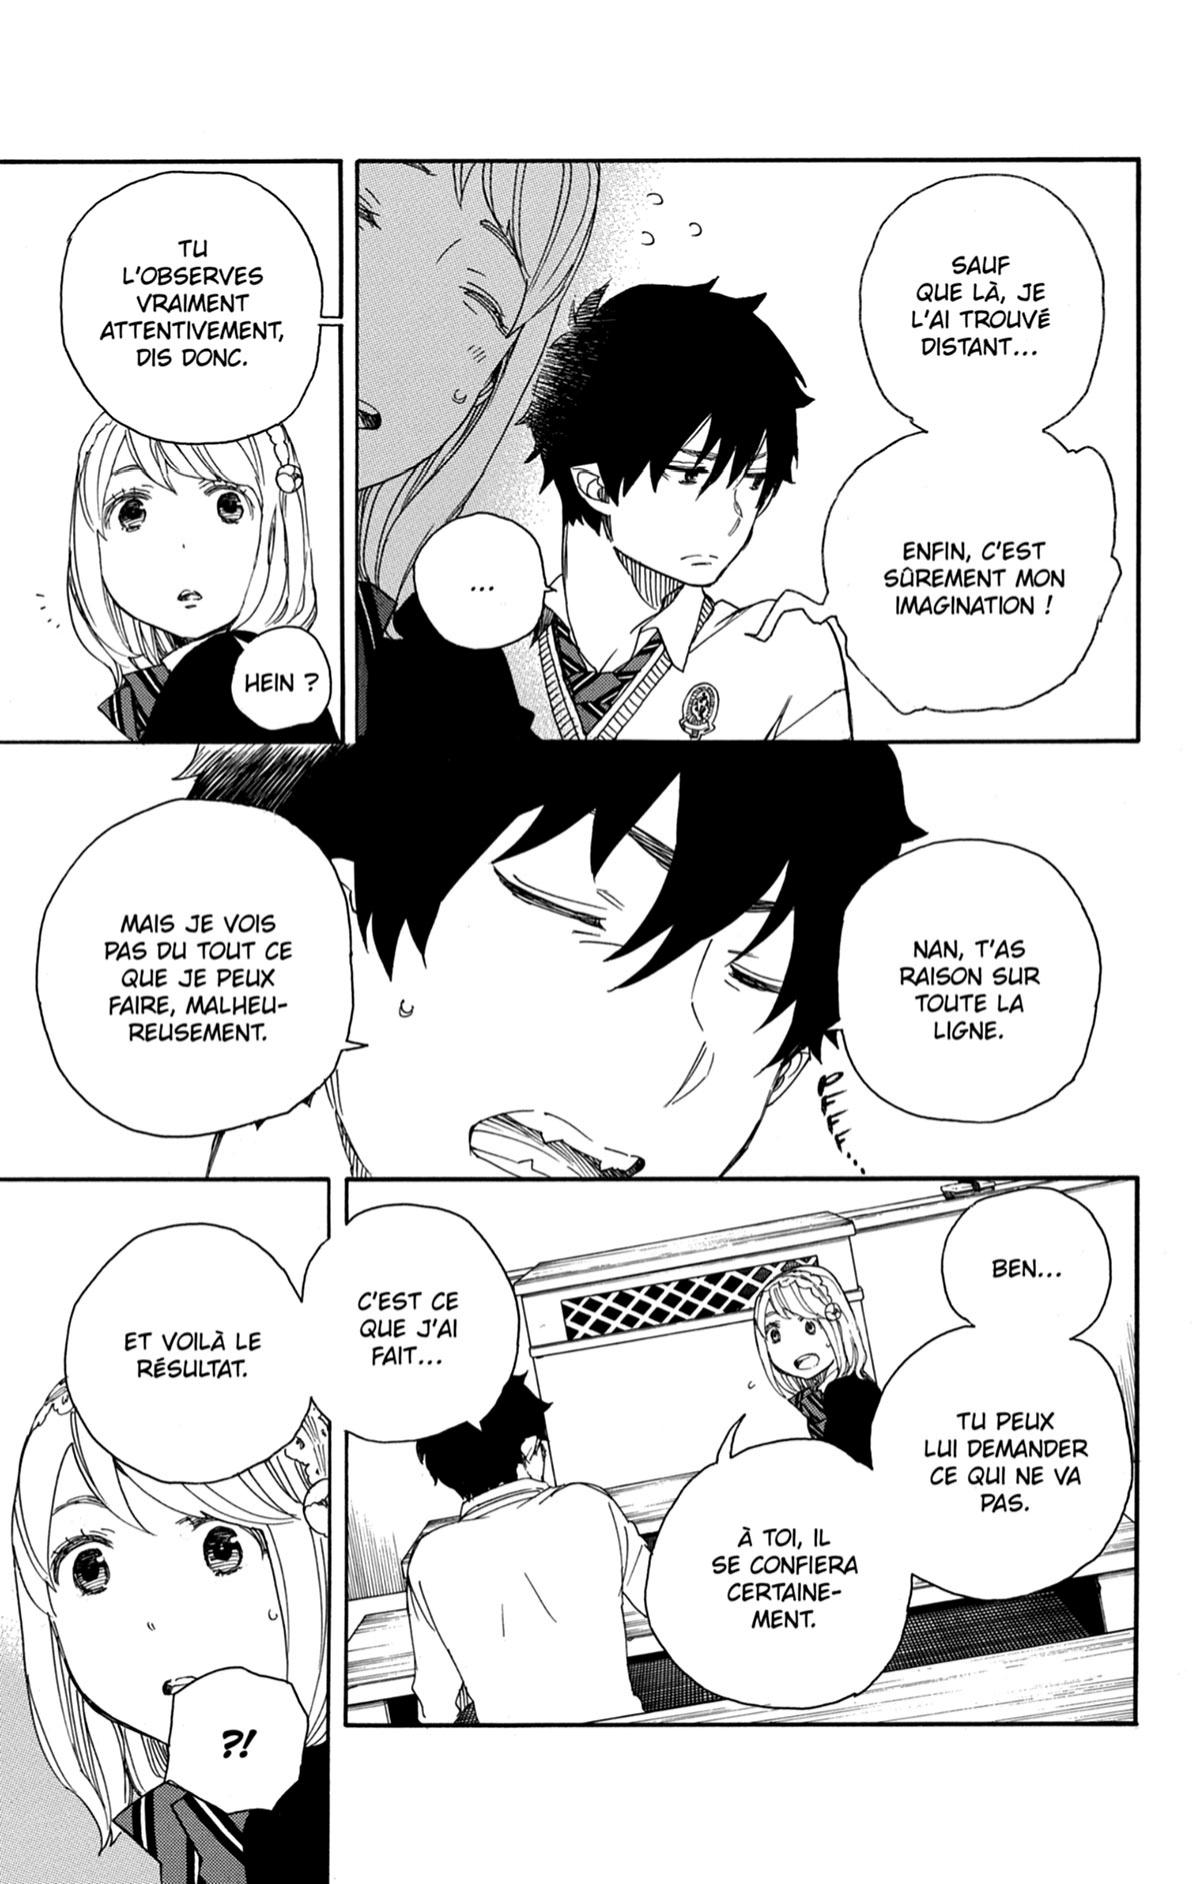 SAUF
QUE LÀ, JE
L'AI TROUVÉ
DISTANT...
ENFIN, C'EST
SÛREMENT MON
IMAGINATION !
...
TU
L'OBSERVES
VRAIMENT
ATTENTIVEMENT,
DIS DONC.
HEIN ?
NAN, T'AS
RAISON SUR
TOUTE LA
LIGNE.
PFFF...
MAIS JE VOIS
PAS DU TOUT CE
QUE JE PEUX
FAIRE, MALHEU-
REUSEMENT.
BEN...
TU PEUX
LUI DEMANDER
CE QUI NE VA
PAS.
À TOI, IL
SE CONFIERA
CERTAINE-
MENT.
C'EST CE
QUE J'AI
FAIT...
ET VOILÀ LE
RÉSULTAT.
?!